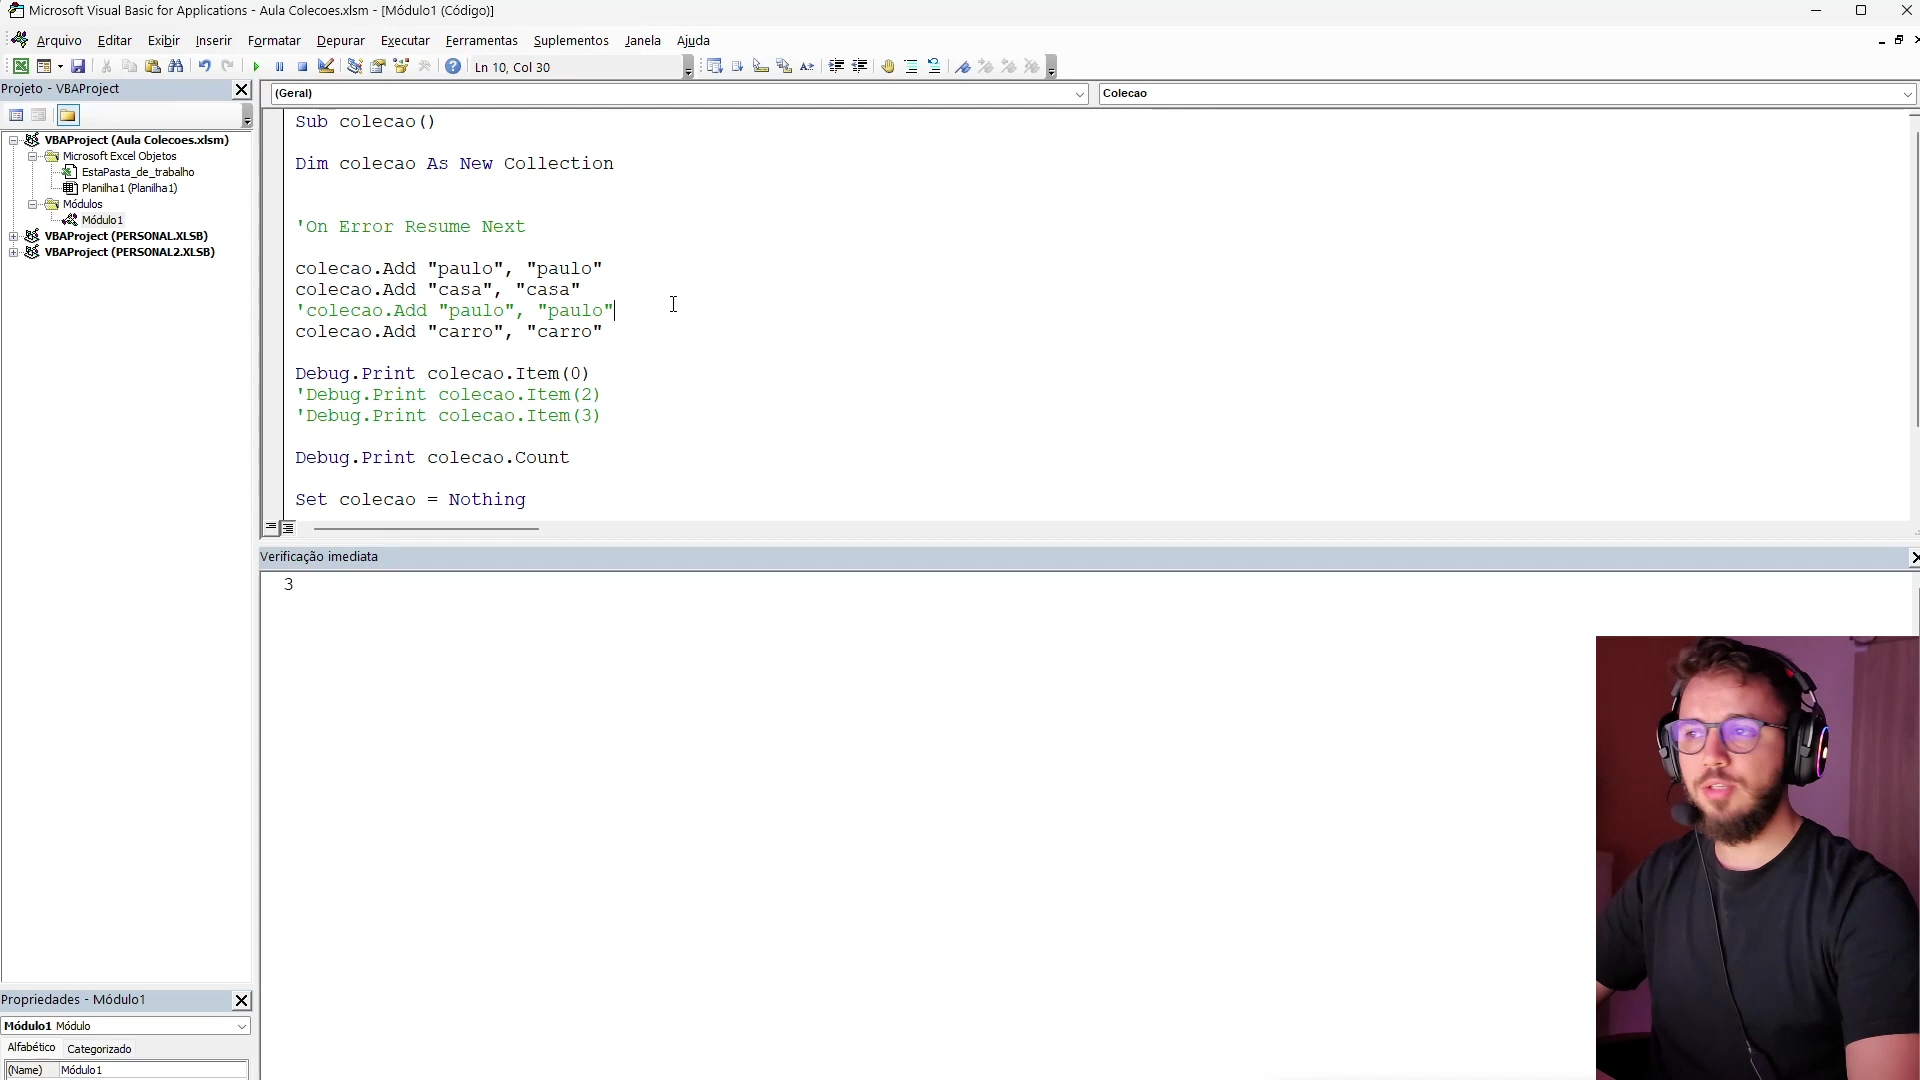 Microsoft Visual Basic for Applications - Aula Colecoes.xlsm - [Módulo1 (Código)]
Arquivo Editar Exibir Inserir Formatar Depurar Executar Ferramentas Suplementos Janela Ajuda
Ln 10, Col 30
Projeto - VBAProject
(Geral)
Colecao
VBAProject (Aula Colecoes.xlsm)
Microsoft Excel Objetos
EstaPasta_de_trabalho
Planilha1 (Planilha1)
Módulos
Módulo1
VBAProject (PERSONAL.XLSB)
VBAProject (PERSONAL2.XLSB)
Sub colecao()
Dim colecao As New Collection
'On Error Resume Next
colecao.Add "paulo", "paulo"
colecao.Add "casa", "casa"
'colecao.Add "paulo", "paulo"
colecao.Add "carro", "carro"
Debug.Print colecao.Item(0)
'Debug.Print colecao.Item(2)
'Debug.Print colecao.Item(3)
Debug.Print colecao.Count
Set colecao = Nothing
Verificação imediata
3
Propriedades - Módulo1
Módulo1 Módulo
Alfabético Categorizado
(Name) Módulo1